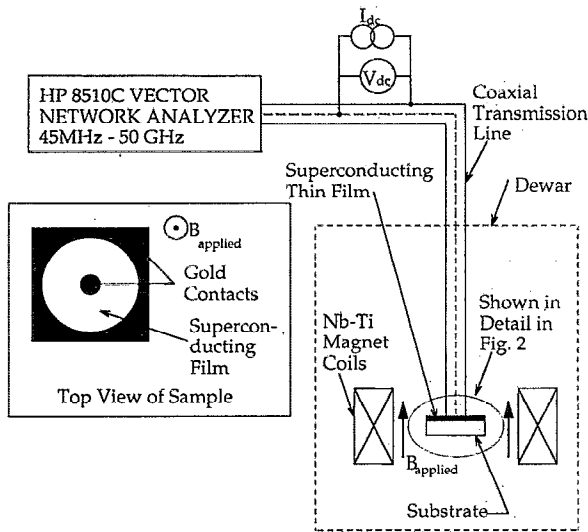 I dc
V dc
HP 8510C VECTOR
NETWORK ANALYZER
45MHz - 50 GHz
Coaxial
Transmission
Line
Superconducting
Thin Film
Dewar
B applied
Gold
Contacts
Supercon-
ducting
Film
Top View of Sample
Shown in
Detail in
Fig. 2
Nb-Ti
Magnet
Coils
B applied
Substrate